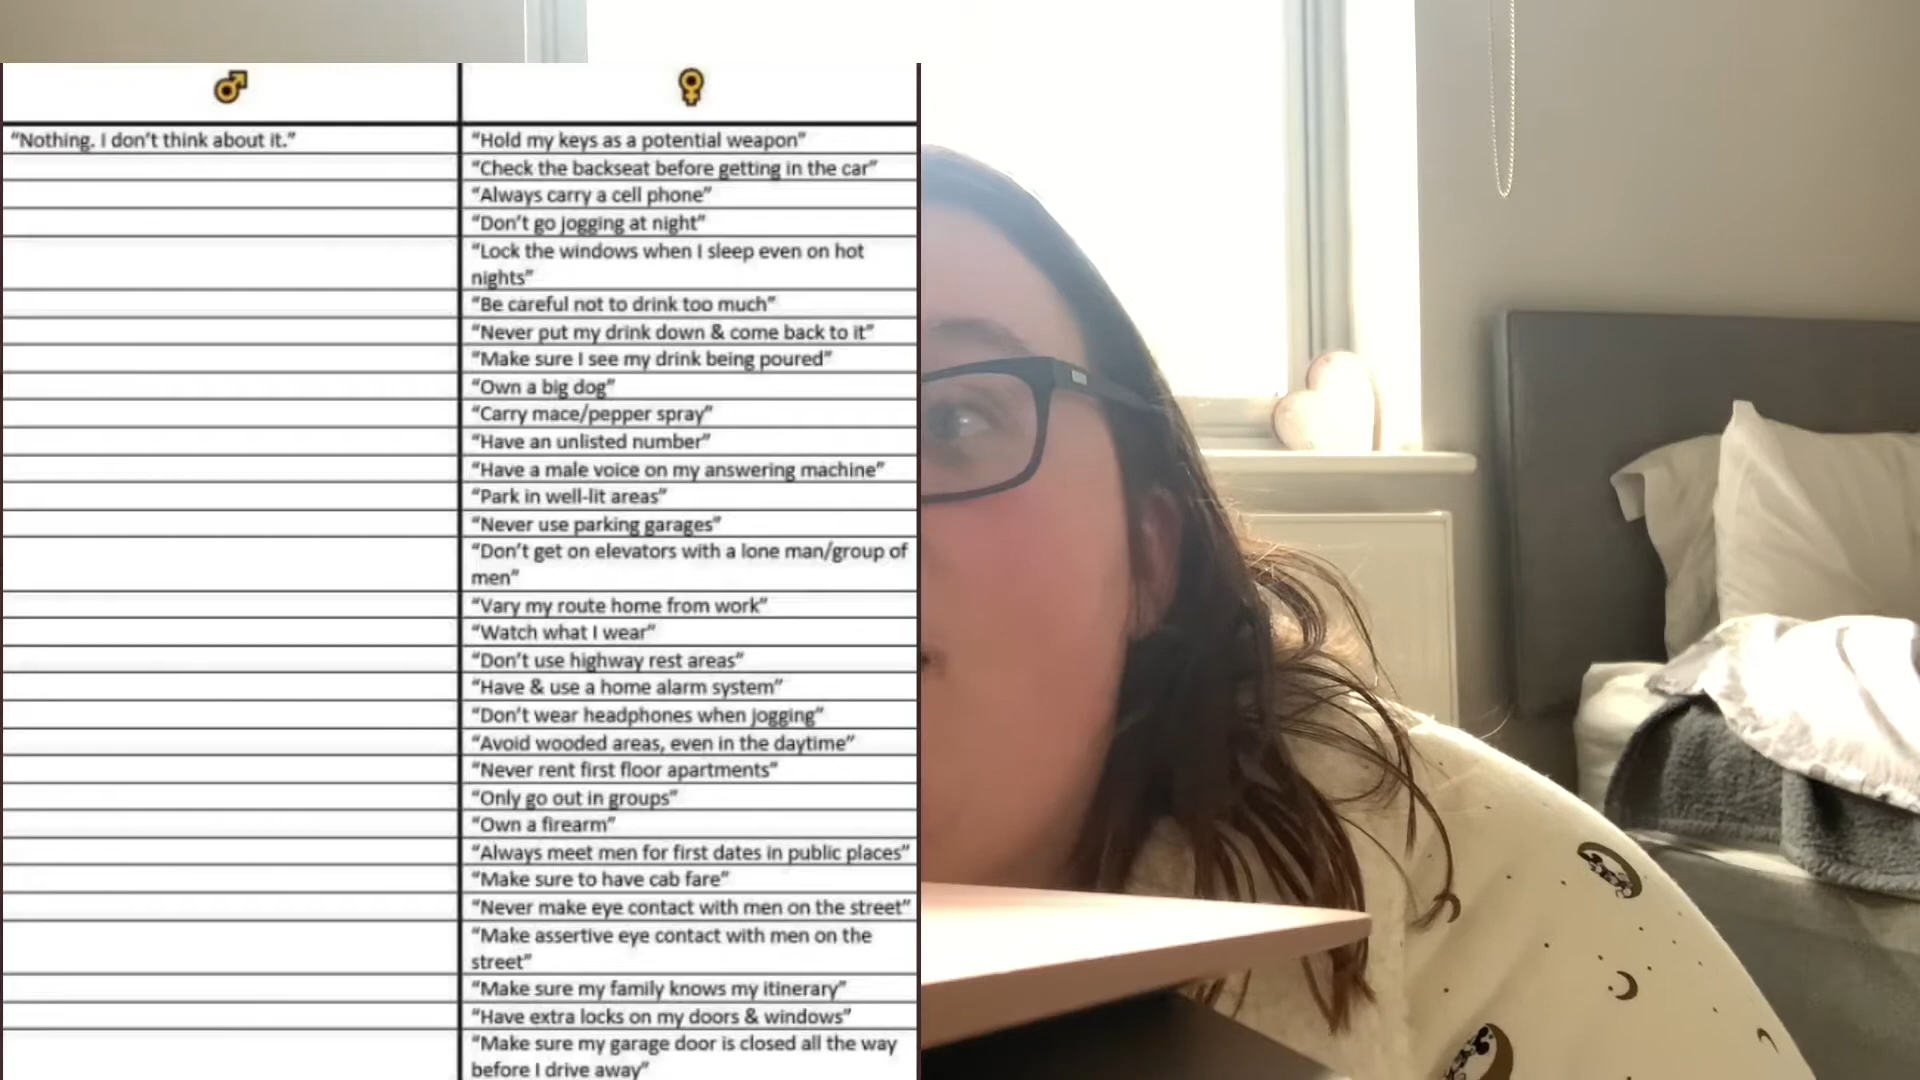 “Nothing. I don’t think about it.”
“Hold my keys as a potential weapon”
“Check the backseat before getting in the car”
“Always carry a cell phone”
“Don’t go jogging at night”
“Lock the windows when I sleep even on hot
nights”
“Be careful not to drink too much”
“Never put my drink down & come back to it”
“Make sure I see my drink being poured”
“Own a big dog”
“Carry mace/pepper spray”
“Have an unlisted number”
“Have a male voice on my answering machine”
“Park in well-lit areas”
“Never use parking garages”
“Don’t get on elevators with a lone man/group of
men”
“Vary my route home from work”
“Watch what I wear”
“Don’t use highway rest areas”
“Have & use a home alarm system”
“Don’t wear headphones when jogging”
“Avoid wooded areas, even in the daytime”
“Never rent first floor apartments”
“Only go out in groups”
“Own a firearm”
“Always meet men for first dates in public places”
“Make sure to have cab fare”
“Never make eye contact with men on the street”
“Make assertive eye contact with men on the
street”
“Make sure my family knows my itinerary”
“Have extra locks on my doors & windows”
“Make sure my garage door is closed all the way
before I drive away”